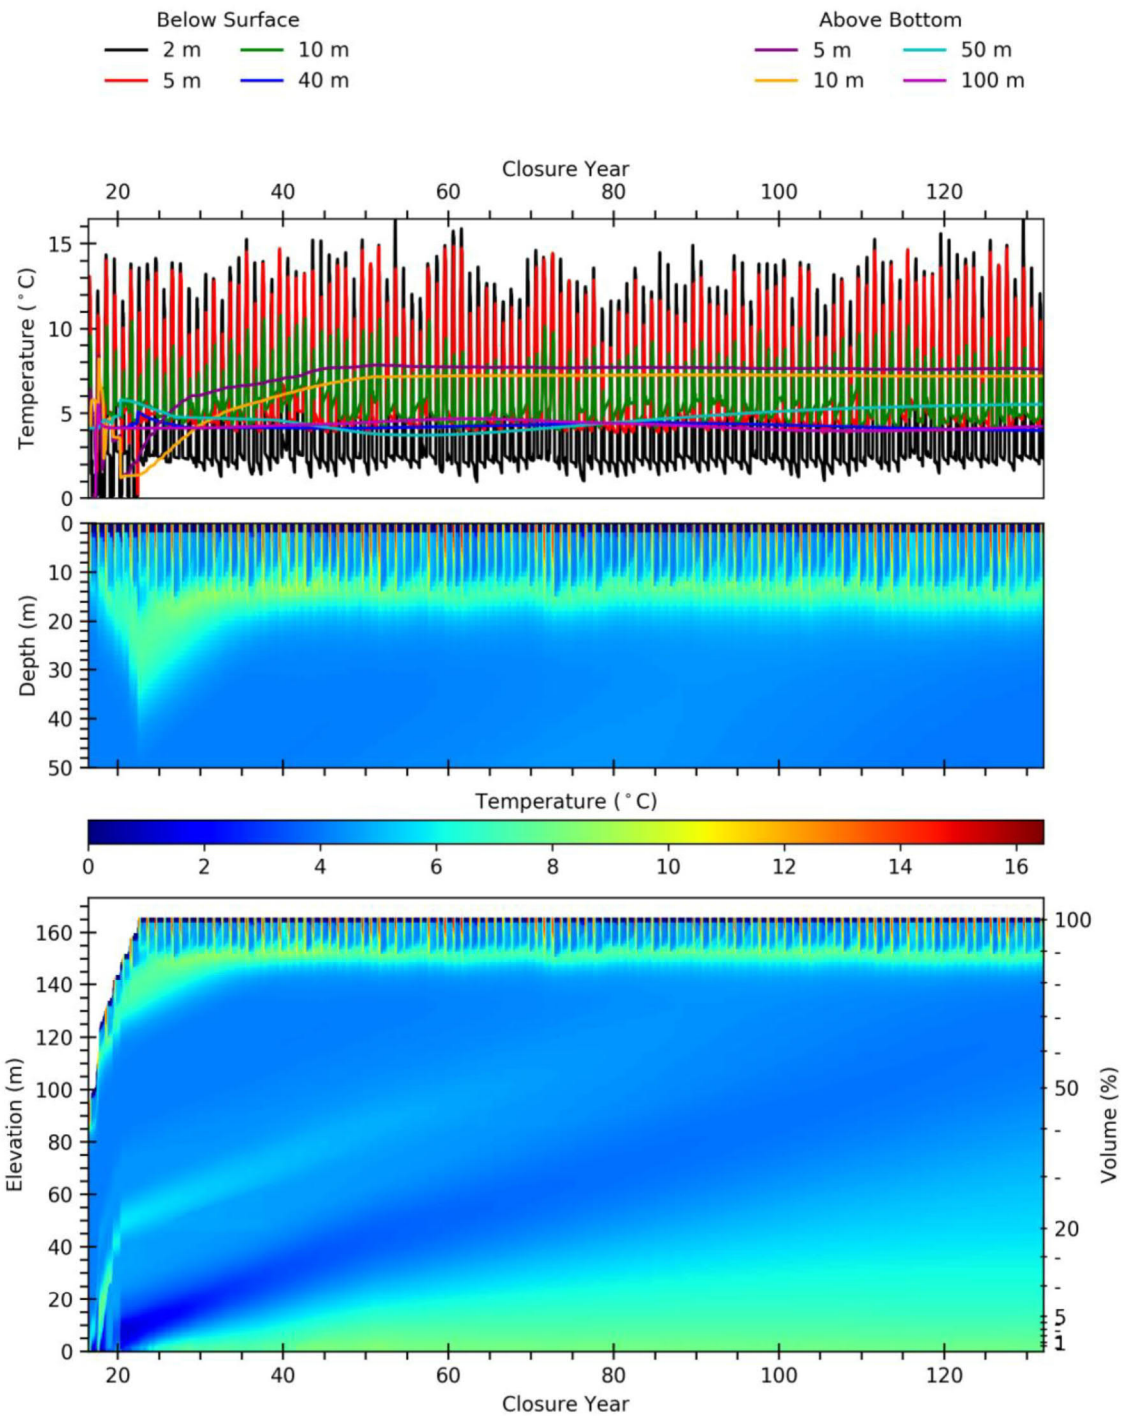 Below Surface Above Bottom
2 m 10 m 5 m 50 m
5 m 40 m 10 m 100 m
Closure Year
20 40 60 80 100 120
Temperature (°C)
15
10
5
0
Depth (m)
0
10
20
30
40
50
Temperature (°C)
0 2 4 6 8 10 12 14 16
Elevation (m)
160
140
120
100
80
60
40
20
0
100
-
-
-
-
50
-
-
20
-
-
5
1
Volume (%)
20 40 60 80 100 120
Closure Year